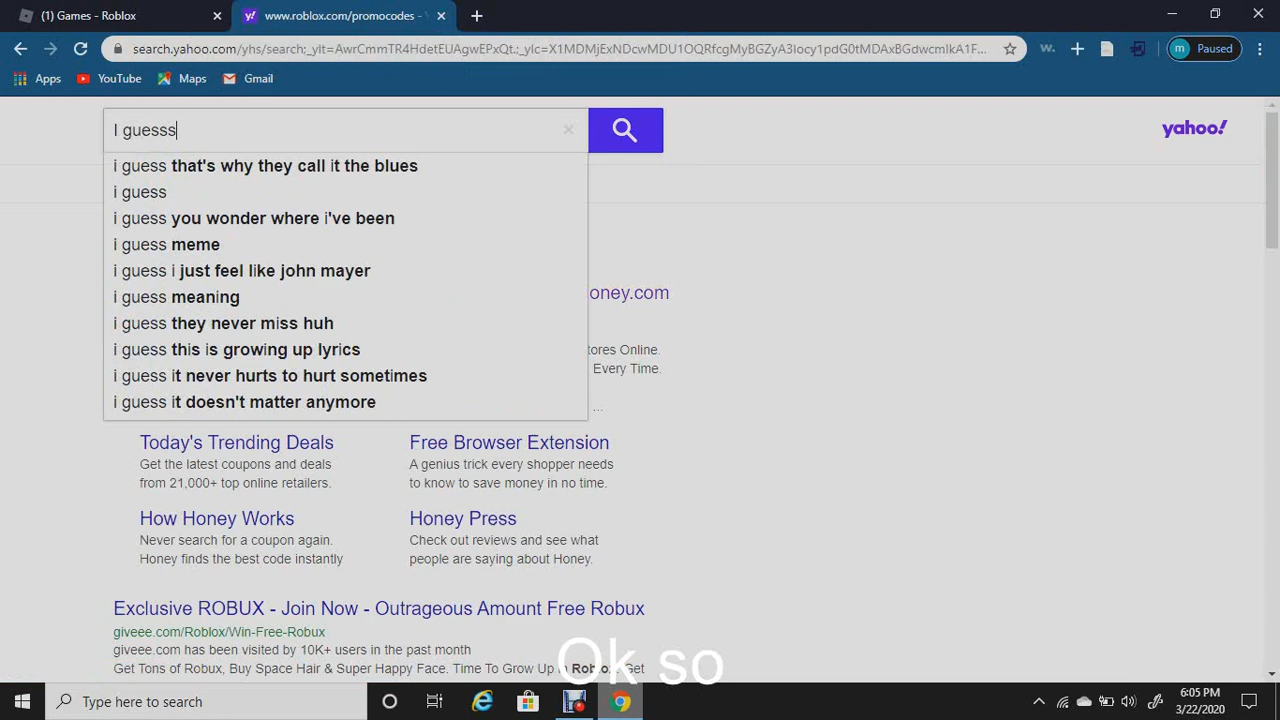 (1) Games - Roblox
www.roblox.com/promocodes -
search.yahoo.com/yhs/search;_ylt=
Paused
Apps
YouTube
Maps
Gmail
I guesss
yahoo!
i guess that's why they call it the blues
i guess
i guess you wonder where i've been
i guess meme
i guess i just feel like john mayer
i guess meaning
i guess they never miss huh
i guess this is growing up lyrics
i guess it never hurts to hurt sometimes
i guess it doesn't matter anymore
oney.com
tores Online.
Every Time.
...
Today's Trending Deals
Get the latest coupons and deals
from 21,000+ top online retailers.
Free Browser Extension
A genius trick every shopper needs
to know to save money in no time.
How Honey Works
Never search for a coupon again.
Honey finds the best code instantly
Honey Press
Check out reviews and see what
people are saying about Honey.
Exclusive ROBUX - Join Now - Outrageous Amount Free Robux
giveee.com/Roblox/Win-Free-Robux
giveee.com has been visited by 10K+ users in the past month
Get Tons of Robux, Buy Space Hair & Super Happy Face. Time To Grow Up In Roblox. Get
Ok so
Type here to search
6:05 PM
3/22/2020